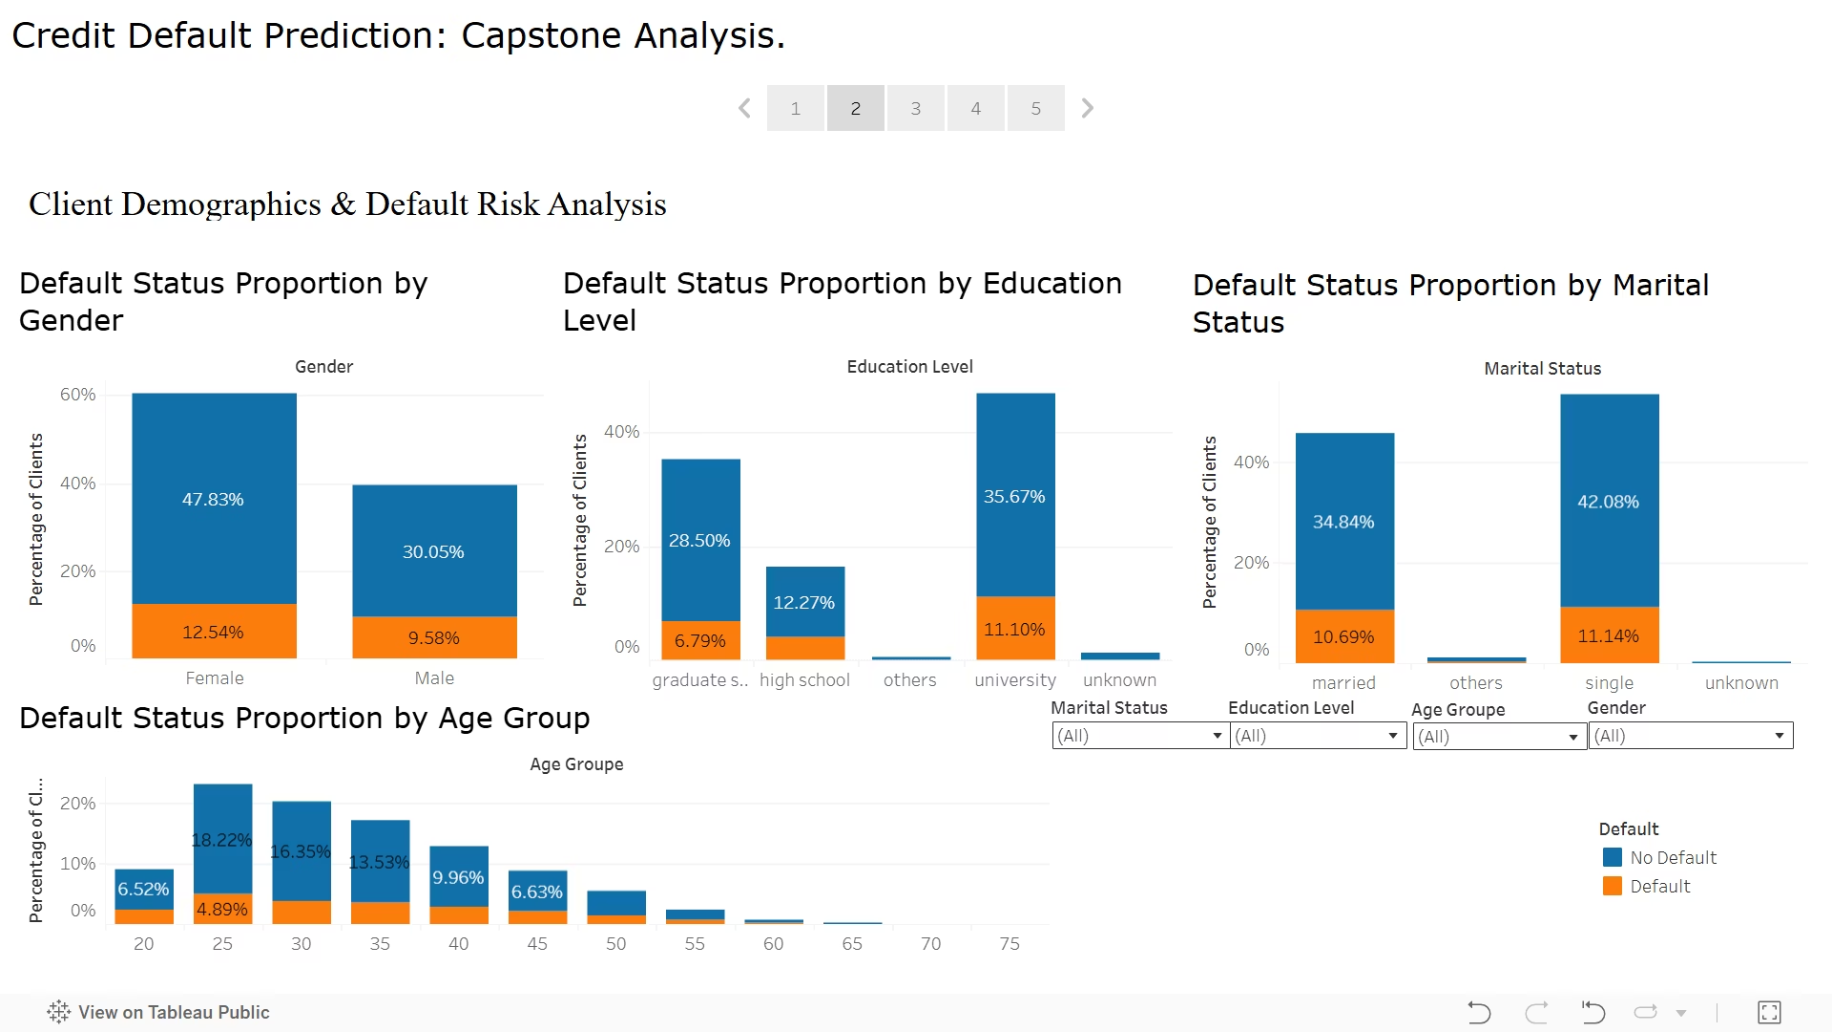 Credit Default Prediction: Capstone Analysis.
1 2 3 4 5
Client Demographics & Default Risk Analysis
Default Status Proportion by
Gender
Gender
Percentage of Clients
60%
40%
20%
0%
47.83%
30.05%
12.54%
9.58%
Female Male
Default Status Proportion by Education
Level
Education Level
Percentage of Clients
40%
20%
0%
28.50%
12.27%
35.67%
6.79%
11.10%
graduate s.. high school others university unknown
Default Status Proportion by Marital
Status
Marital Status
Percentage of Clients
40%
20%
0%
34.84%
42.08%
10.69%
11.14%
married others single unknown
Marital Status Education Level Age Groupe Gender
(All) (All) (All) (All)
Default Status Proportion by Age Group
Age Groupe
Percentage of Cl...
20%
10%
0%
6.52%
18.22%
16.35%
13.53%
9.96%
6.63%
4.89%
20 25 30 35 40 45 50 55 60 65 70 75
Default
No Default
Default
View on Tableau Public